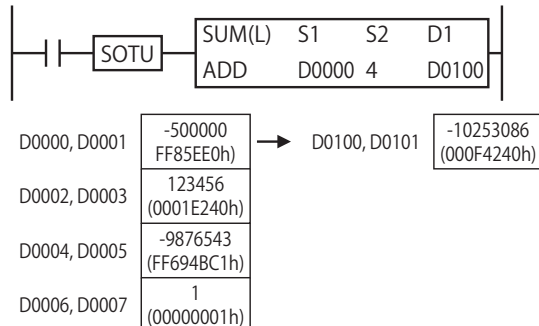 SOTU
SUM(L) S1 S2 D1
ADD D0000 4 D0100
D0000, D0001 -500000 D0100, D0101 -10253086
FF85EE0h) (000F4240h)
D0002, D0003 123456
(0001E240h)
D0004, D0005 -9876543
(FF694BC1h)
D0006, D0007 1
(00000001h)